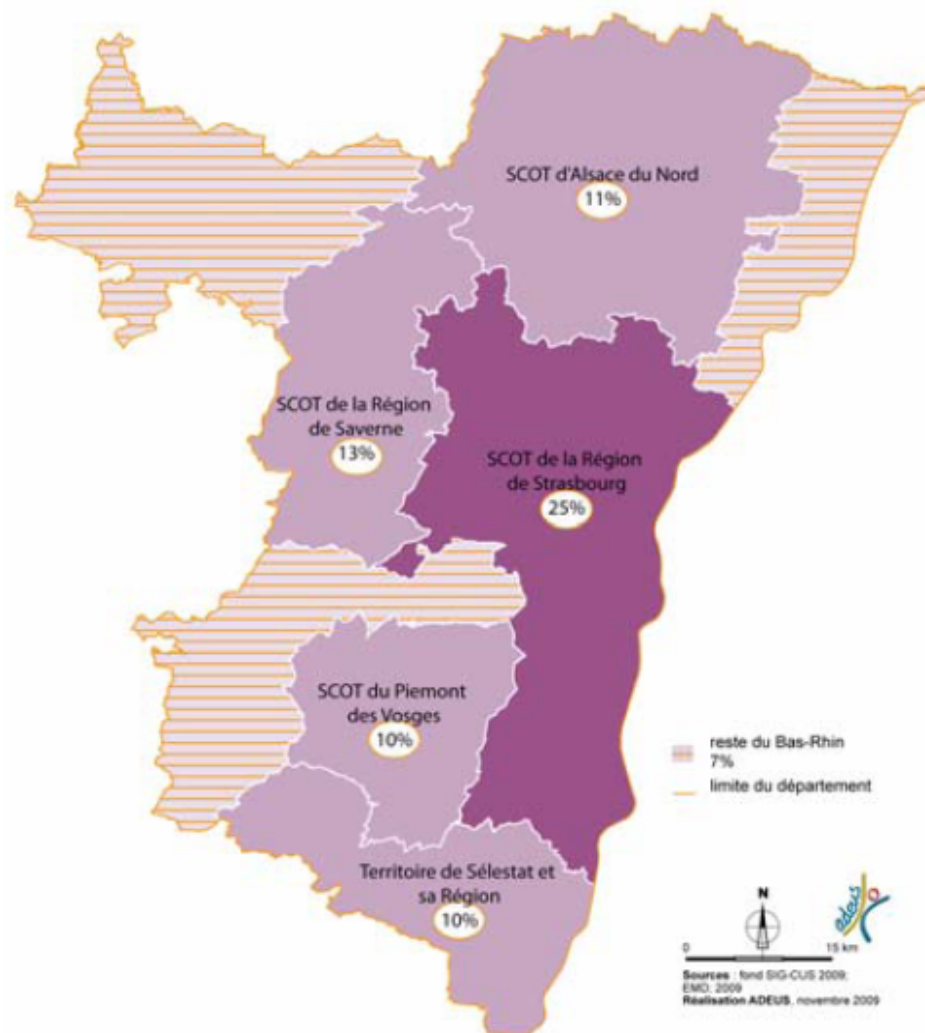 SCOT d'Alsace du Nord
11%
SCOT de la Région
de Saverne
13%
SCOT de la Région
de Strasbourg
25%
SCOT du Piemont
des Vosges
10%
reste du Bas-Rhin
7%
limite du département
Territoire de Sélestat et
sa Région
10%
N
adeus
0 15 km
Sources : fond SIG-CUS 2009;
EMD; 2009
Réalisation ADEUS, novembre 2009